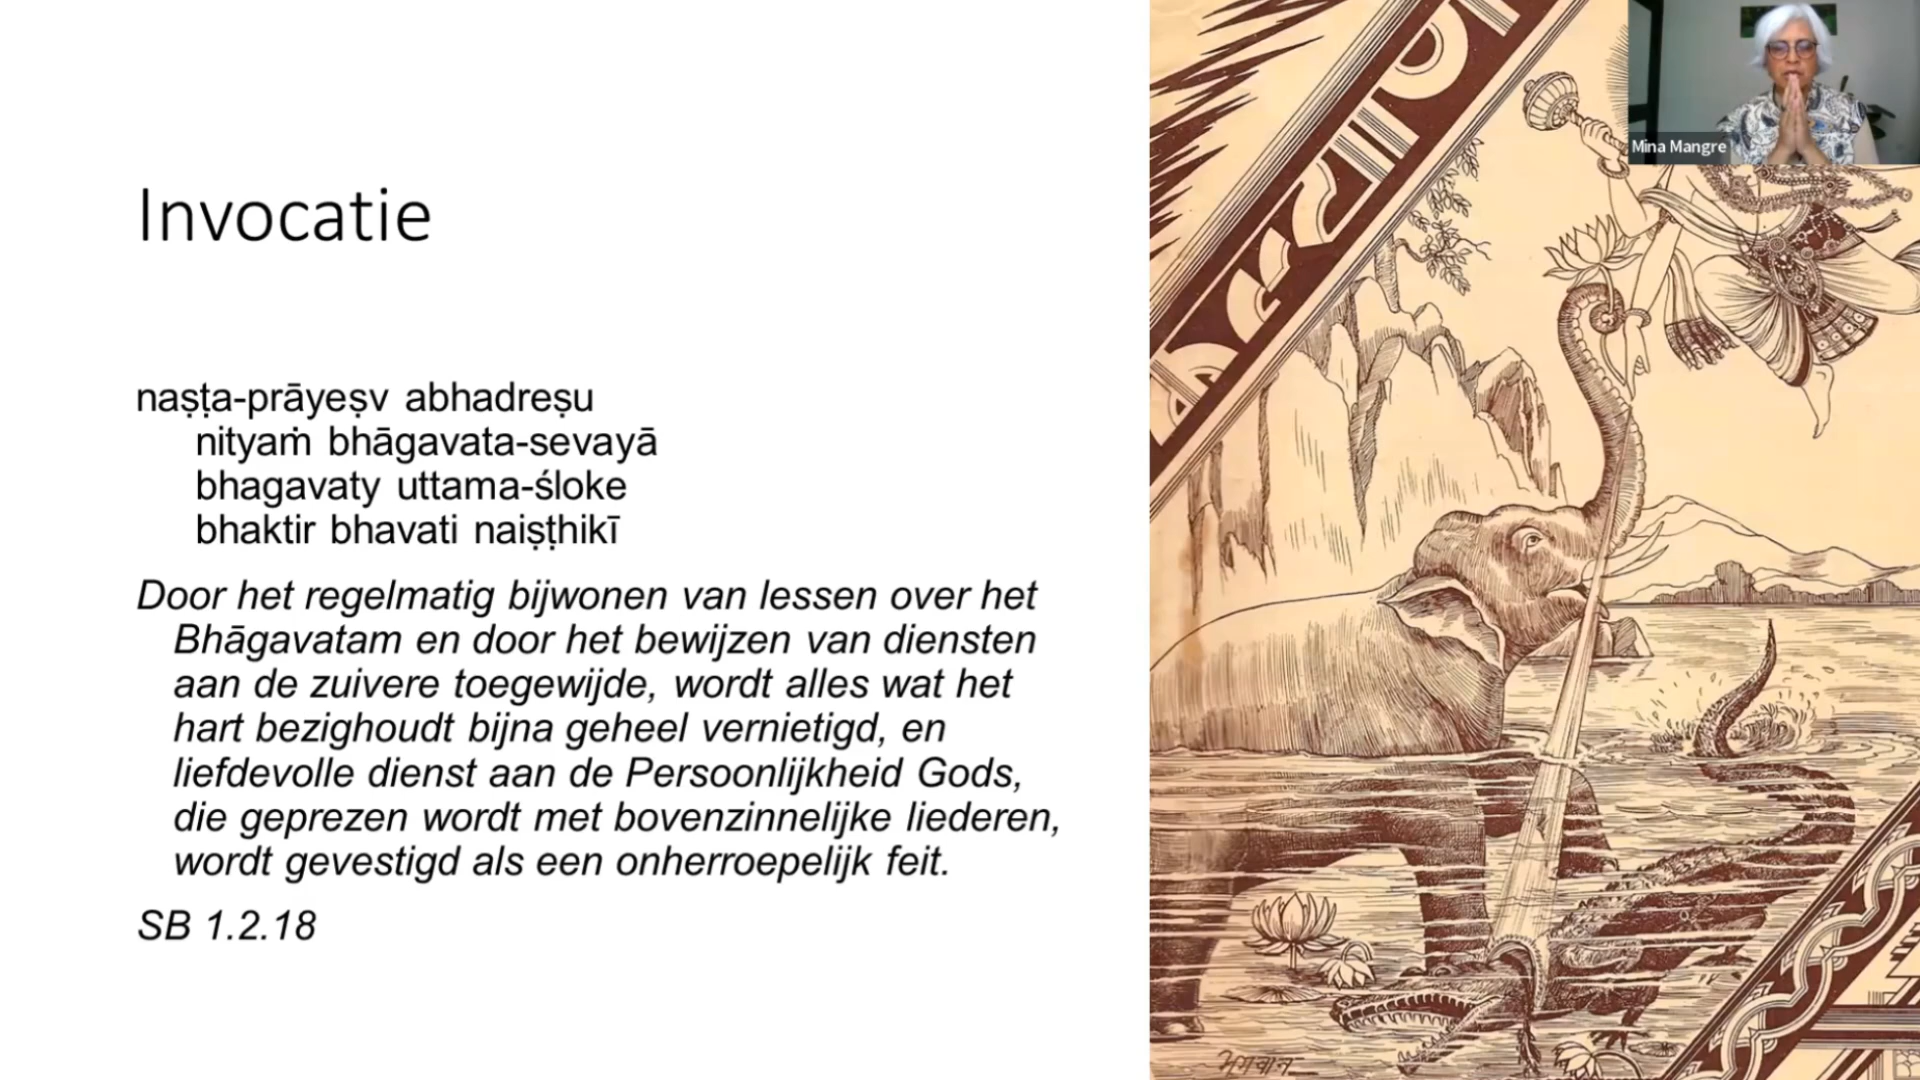 Invocatie
naṣṭa-prāyeṣv abhadreṣu
nityaṁ bhāgavata-sevayā
bhagavaty uttama-śloke
bhaktir bhavati naiṣṭhikī
Door het regelmatig bijwonen van lessen over het
Bhāgavatam en door het bewijzen van diensten
aan de zuivere toegewijde, wordt alles wat het
hart bezighoudt bijna geheel vernietigd, en
liefdevolle dienst aan de Persoonlijkheid Gods,
die geprezen wordt met bovenzinnelijke liederen,
wordt gevestigd als een onherroepelijk feit.
SB 1.2.18
Mina Mangre
भगवान